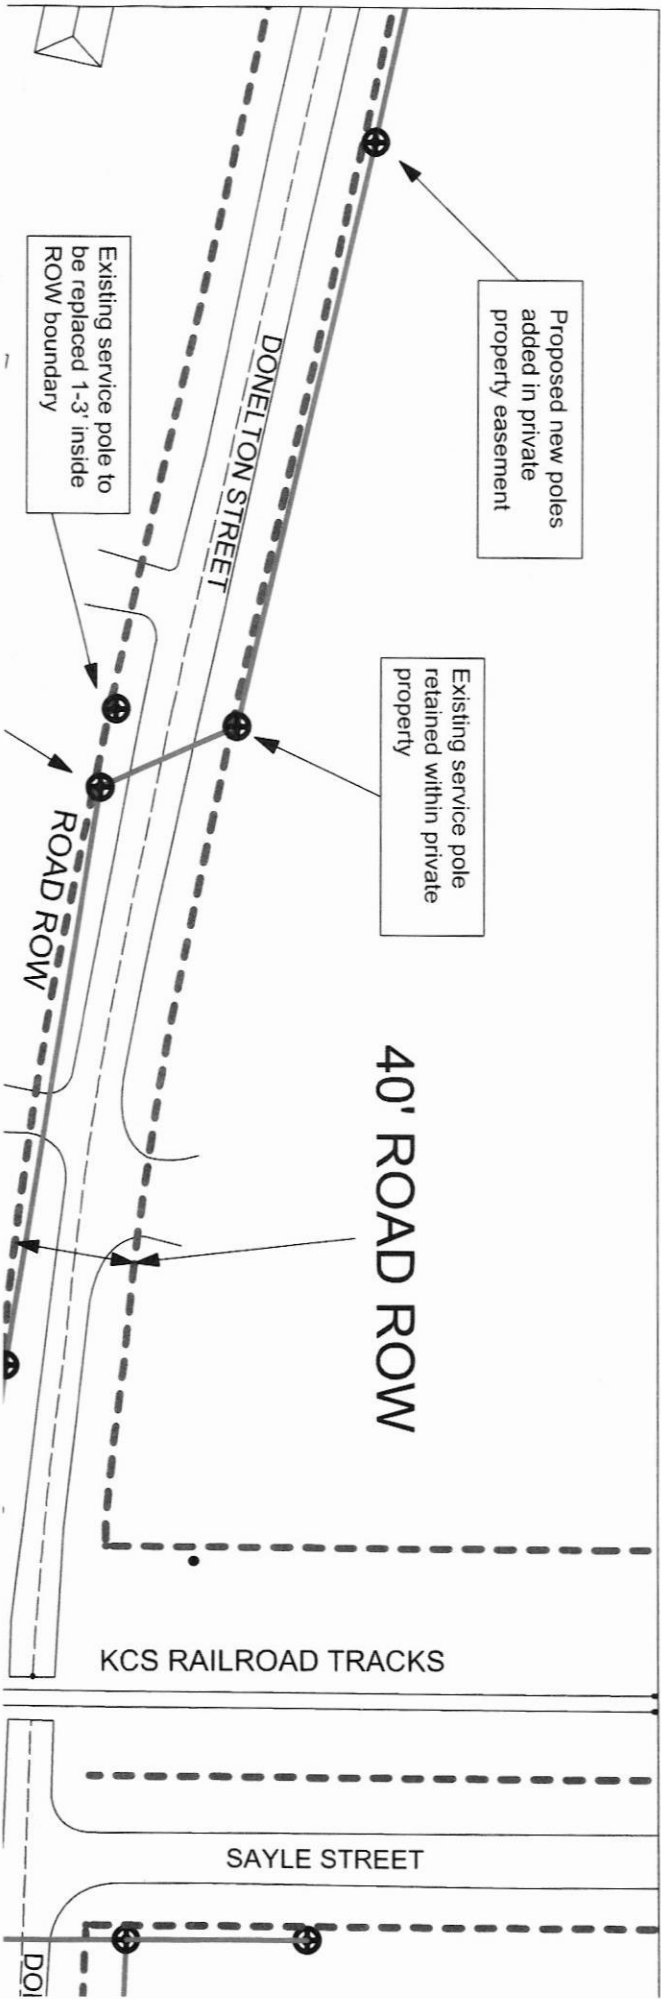 Proposed new poles
added in private
property easement
Existing service pole to
be replaced 1-3' inside
ROW boundary
DONELTON STREET
Existing service pole
retained within private
property
ROAD ROW
40' ROAD ROW
KCS RAILROAD TRACKS
SAYLE STREET